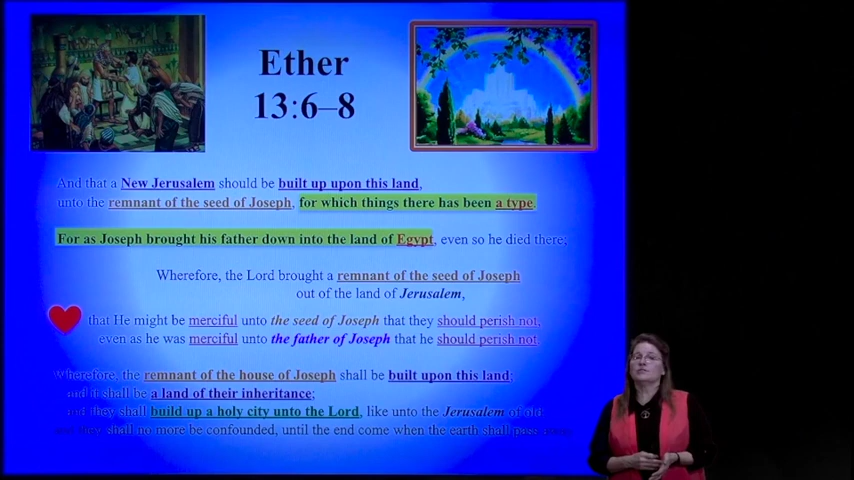 Ether
13:6–8
And that a New Jerusalem should be built up upon this land,
unto the remnant of the seed of Joseph, for which things there has been a type.
For as Joseph brought his father down into the land of Egypt, even so he died there;
Wherefore, the Lord brought a remnant of the seed of Joseph
out of the land of Jerusalem,
that He might be merciful unto the seed of Joseph that they should perish not,
even as he was merciful unto the father of Joseph that he should perish not.
Wherefore, the remnant of the house of Joseph shall be built upon this land;
and it shall be a land of their inheritance;
and they shall build up a holy city unto the Lord, like unto the Jerusalem of old
they shall no more be confounded, until the end come when the earth shall pass